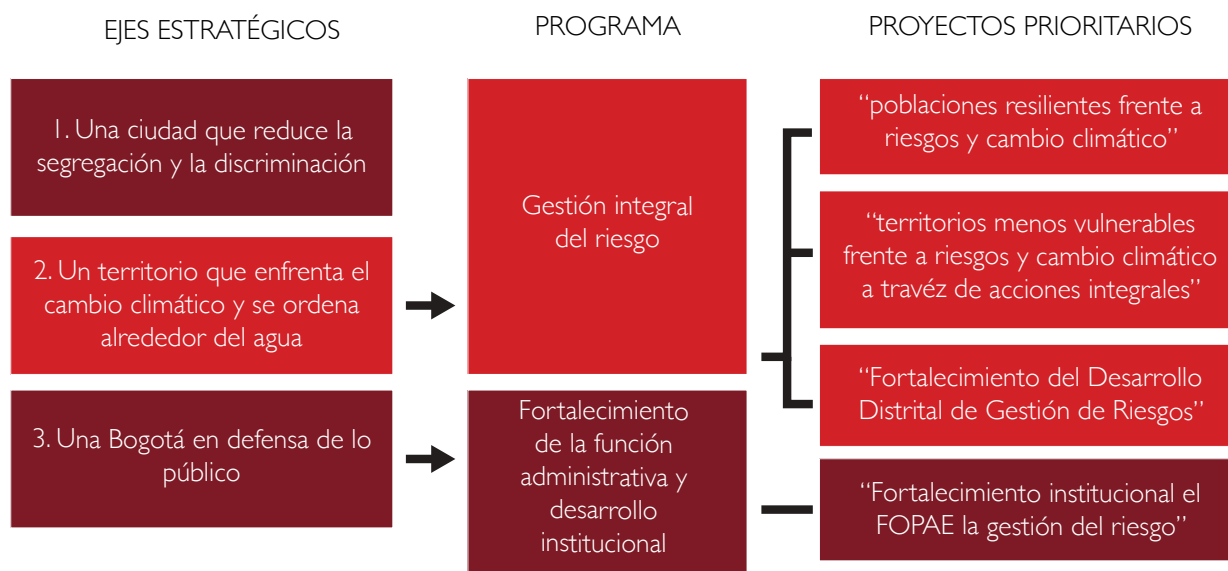 EJES ESTRATÉGICOS
PROGRAMA
PROYECTOS PRIORITARIOS
1. Una ciudad que reduce la
segregación y la discriminación
2. Un territorio que enfrenta el
cambio climático y se ordena
alrededor del agua
3. Una Bogotá en defensa de lo
público
Gestión integral
del riesgo
Fortalecimiento
de la función
administrativa y
desarrollo
institucional
“poblaciones resilientes frente a
riesgos y cambio climático”
“territorios menos vulnerables
frente a riesgos y cambio climático
a travéz de acciones integrales”
“Fortalecimiento del Desarrollo
Distrital de Gestión de Riesgos”
“Fortalecimiento institucional el
FOPAE la gestión del riesgo”